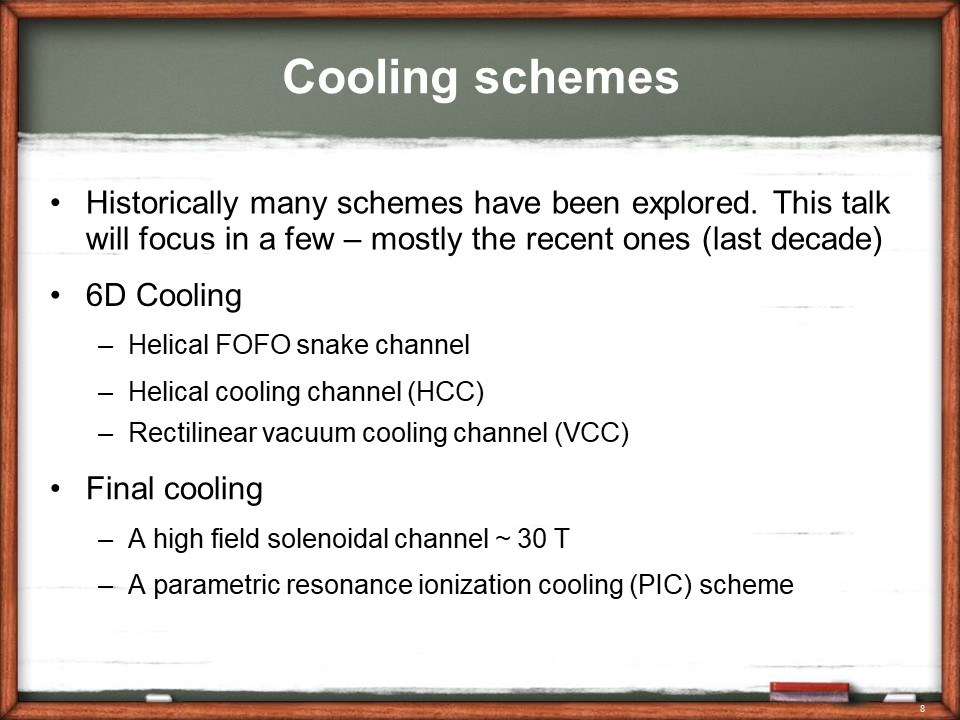 Cooling schemes
• Historically many schemes have been explored. This talk
will focus in a few – mostly the recent ones (last decade)
• 6D Cooling
– Helical FOFO snake channel
– Helical cooling channel (HCC)
– Rectilinear vacuum cooling channel (VCC)
• Final cooling
– A high field solenoidal channel ~ 30 T
– A parametric resonance ionization cooling (PIC) scheme
8